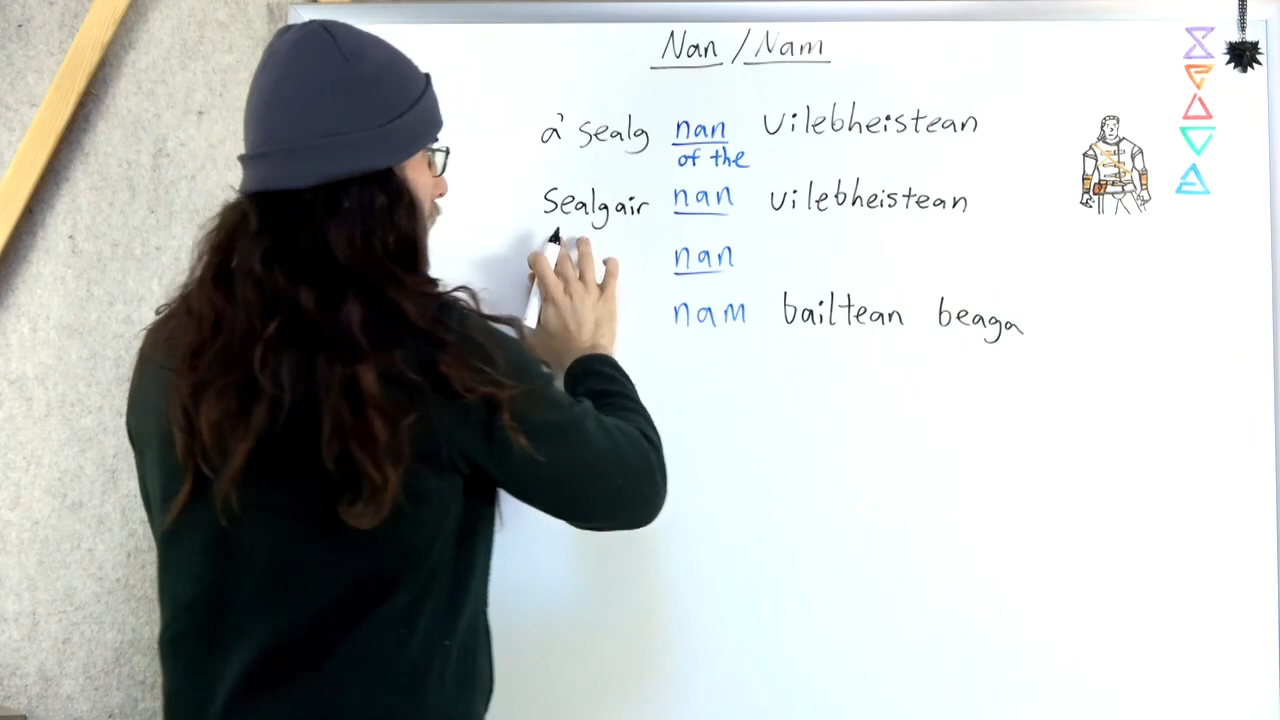 Nan / Nam
a' sealg nan uilebheistean
of the
Sealgair nan uilebheistean
nan
nam bailtean beaga